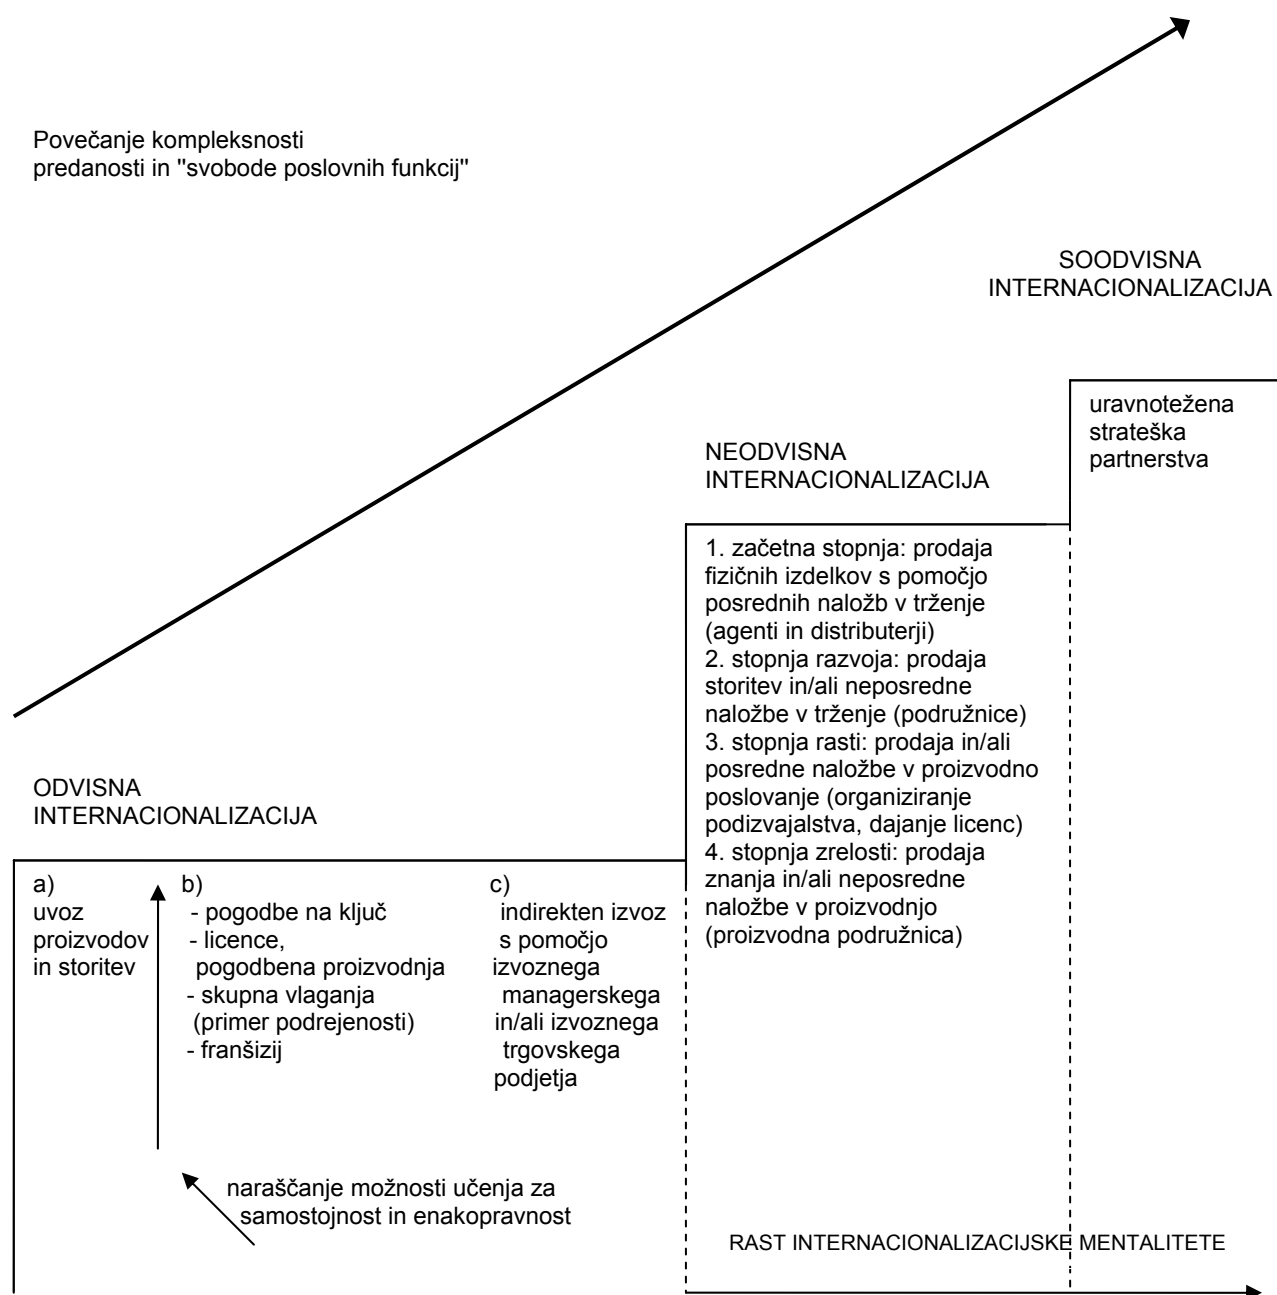 Povečanje kompleksnosti
predanosti in "svobode poslovnih funkcij"
SOODVISNA
INTERNACIONALIZACIJA
uravnotežena
strateška
partnerstva
NEODVISNA
INTERNACIONALIZACIJA
1. začetna stopnja: prodaja
fizičnih izdelkov s pomočjo
posrednih naložb v trženje
(agenti in distributerji)
2. stopnja razvoja: prodaja
storitev in/ali neposredne
naložbe v trženje (podružnice)
3. stopnja rasti: prodaja in/ali
posredne naložbe v proizvodno
poslovanje (organiziranje
podizvajalstva, dajanje licenc)
4. stopnja zrelosti: prodaja
znanja in/ali neposredne
naložbe v proizvodnjo
(proizvodna podružnica)
ODVISNA
INTERNACIONALIZACIJA
a)
uvoz
proizvodov
in storitev
b)
- pogodbe na ključ
- licence,
pogodbena proizvodnja
- skupna vlaganja
(primer podrejenosti)
- franšizij
c)
indirekten izvoz
s pomočjo
izvoznega
managerskega
in/ali izvoznega
trgovskega
podjetja
naraščanje možnosti učenja za
samostojnost in enakopravnost
RAST INTERNACIONALIZACIJSKE MENTALITETE